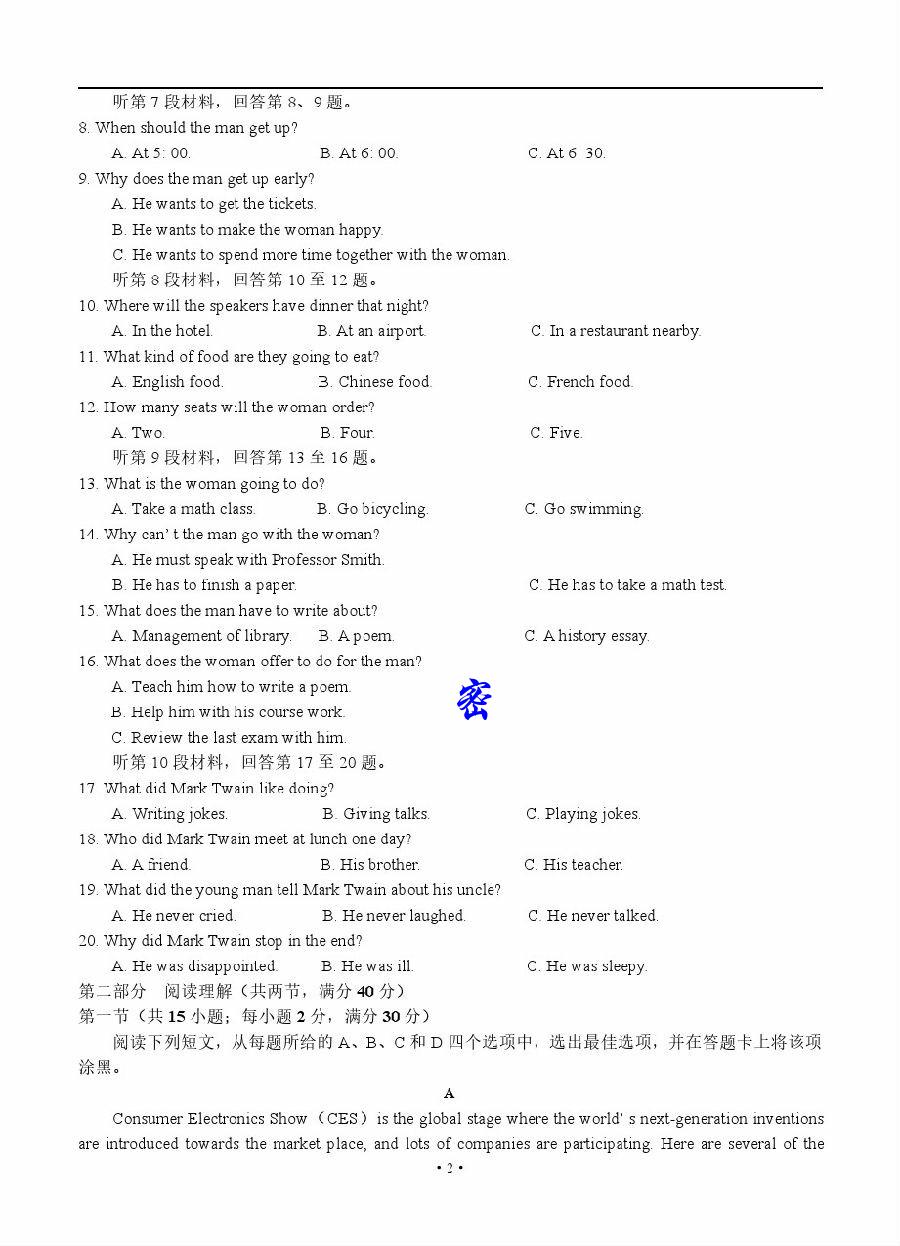 听第 7 段材料，回答第 8、9 题。
8. When should the man get up?
A. At 5: 00. B. At 6: 00. C. At 6 30.
9. Why does the man get up early?
A. He wants to get the tickets.
B. He wants to make the woman happy.
C. He wants to spend more time together with the woman.
听第 8 段材料，回答第 10 至 12 题。
10. Where will the speakers have dinner that night?
A. In the hotel. B. At an airport. C. In a restaurant nearby.
11. What kind of food are they going to eat?
A. English food. B. Chinese food. C. French food.
12. How many seats will the woman order?
A. Two. B. Four. C. Five.
听第 9 段材料，回答第 13 至 16 题。
13. What is the woman going to do?
A. Take a math class. B. Go bicycling. C. Go swimming.
14. Why can’ t the man go with the woman?
A. He must speak with Professor Smith.
B. He has to finish a paper. C. He has to take a math test.
15. What does the man have to write about?
A. Management of library. B. A poem. C. A history essay.
16. What does the woman offer to do for the man?
A. Teach him how to write a poem.
密
B. Help him with his course work.
C. Review the last exam with him.
听第 10 段材料，回答第 17 至 20 题。
17. What did Mark Twain like doing?
A. Writing jokes. B. Giving talks. C. Playing jokes.
18. Who did Mark Twain meet at lunch one day?
A. A friend. B. His brother. C. His teacher.
19. What did the young man tell Mark Twain about his uncle?
A. He never cried. B. He never laughed. C. He never talked.
20. Why did Mark Twain stop in the end?
A. He was disappointed. B. He was ill. C. He was sleepy.
第二部分 阅读理解（共两节，满分 40 分）
第一节（共 15 小题；每小题 2 分，满分 30 分）
阅读下列短文，从每题所给的 A、B、C 和 D 四个选项中，选出最佳选项，并在答题卡上将该项
涂黑。
A
Consumer Electronics Show（CES）is the global stage where the world’ s next-generation inventions
are introduced towards the market place, and lots of companies are participating. Here are several of the
• 2 •